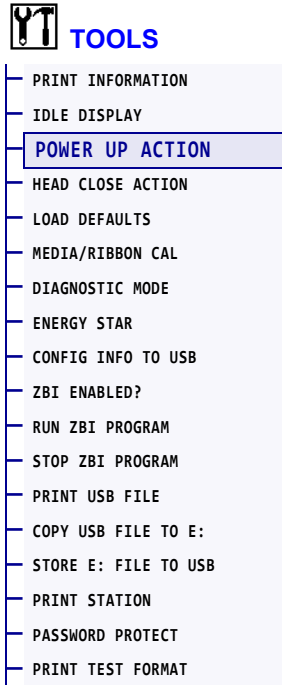 TOOLS
PRINT INFORMATION
IDLE DISPLAY
POWER UP ACTION
HEAD CLOSE ACTION
LOAD DEFAULTS
MEDIA/RIBBON CAL
DIAGNOSTIC MODE
ENERGY STAR
CONFIG INFO TO USB
ZBI ENABLED?
RUN ZBI PROGRAM
STOP ZBI PROGRAM
PRINT USB FILE
COPY USB FILE TO E:
STORE E: FILE TO USB
PRINT STATION
PASSWORD PROTECT
PRINT TEST FORMAT